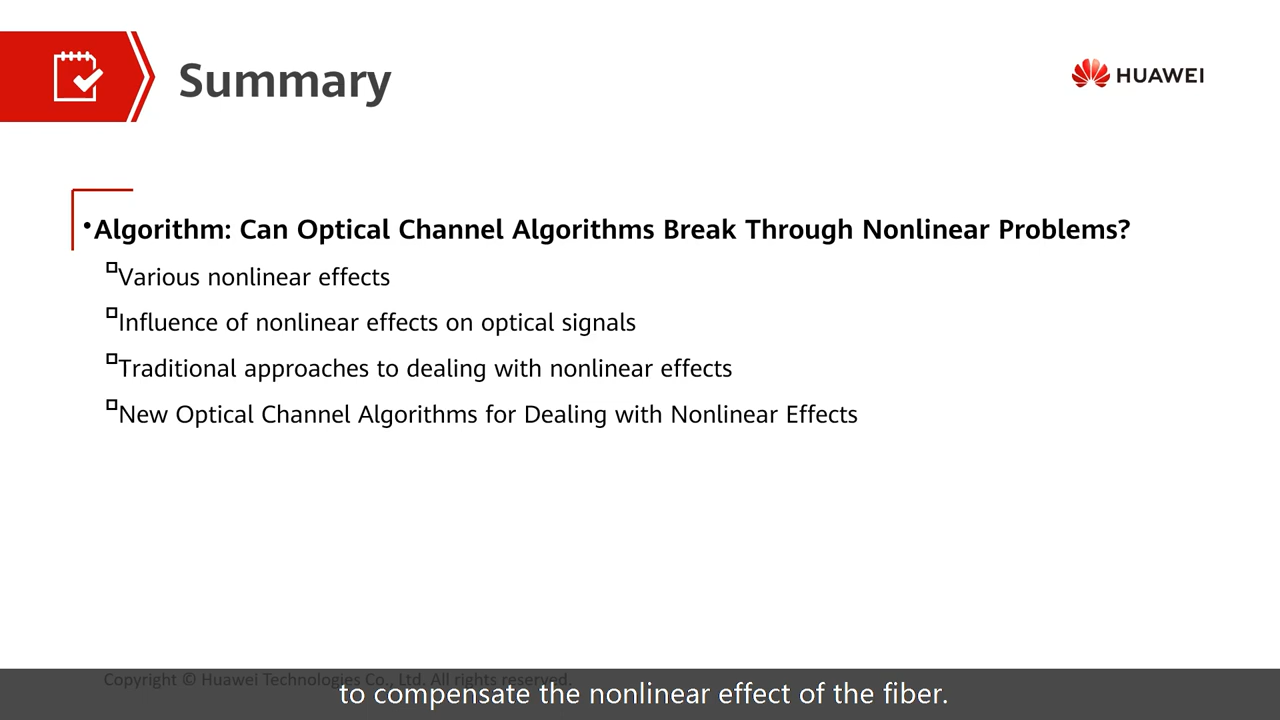 Summary
HUAWEI
•Algorithm: Can Optical Channel Algorithms Break Through Nonlinear Problems?
Various nonlinear effects
Influence of nonlinear effects on optical signals
Traditional approaches to dealing with nonlinear effects
New Optical Channel Algorithms for Dealing with Nonlinear Effects
Copyright © Huawei Technologies Co., Ltd. All rights reserved.
to compensate the nonlinear effect of the fiber.